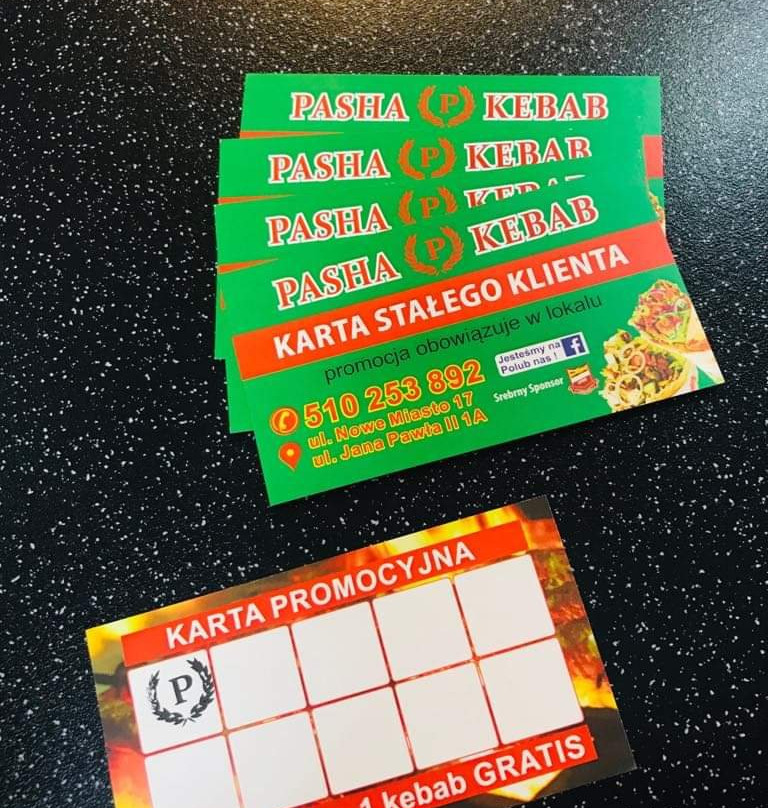 PASHA P KEBAB
PASHA P KEBAB
PASHA P KEBAB
PASHA P KEBAB
KARTA STAŁEGO KLIENTA
promocja obowiązuje w lokalu
510 253 892
Jesteśmy na f
Polub nas !
ul. Nowe Miasto 17
ul. Jana Pawła II 1A
Srebrny Sponsor
KARTA PROMOCYJNA
P
1 kebab GRATIS